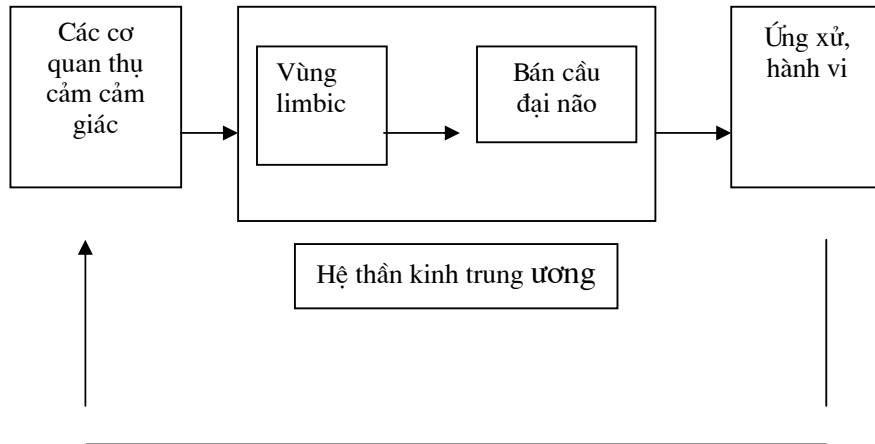 Các cơ
quan thụ
cảm cảm
giác
Vùng
limbic
Bán cầu
đại não
Ứng xử,
hành vi
Hệ thần kinh trung ương